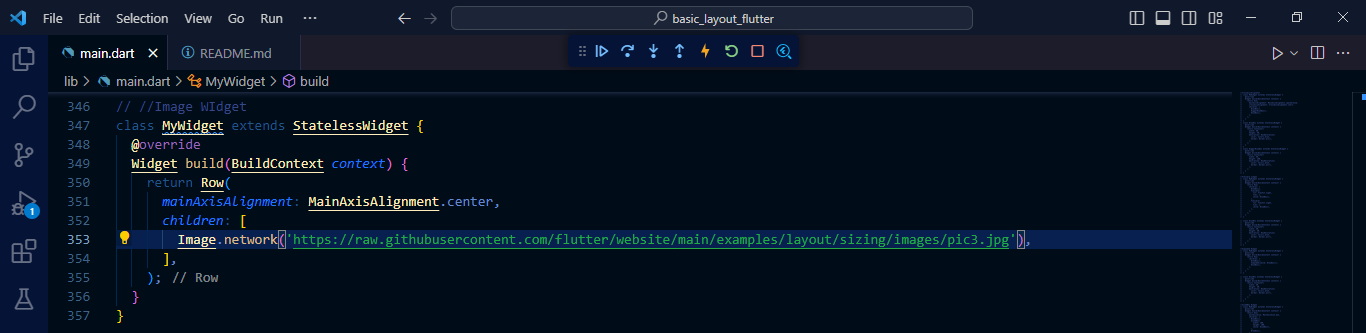 File Edit Selection View Go Run ··· basic_layout_flutter
main.dart README.md
lib > main.dart > MyWidget > build
346 // //Image WIdget
347 class MyWidget extends StatelessWidget {
348 @override
349 Widget build(BuildContext context) {
350 return Row(
351 mainAxisAlignment: MainAxisAlignment.center,
352 children: [
1
353 Image.network('https://raw.githubusercontent.com/flutter/website/main/examples/layout/sizing/images/pic3.jpg'),
354 ],
355 ); // Row
356 }
357 }